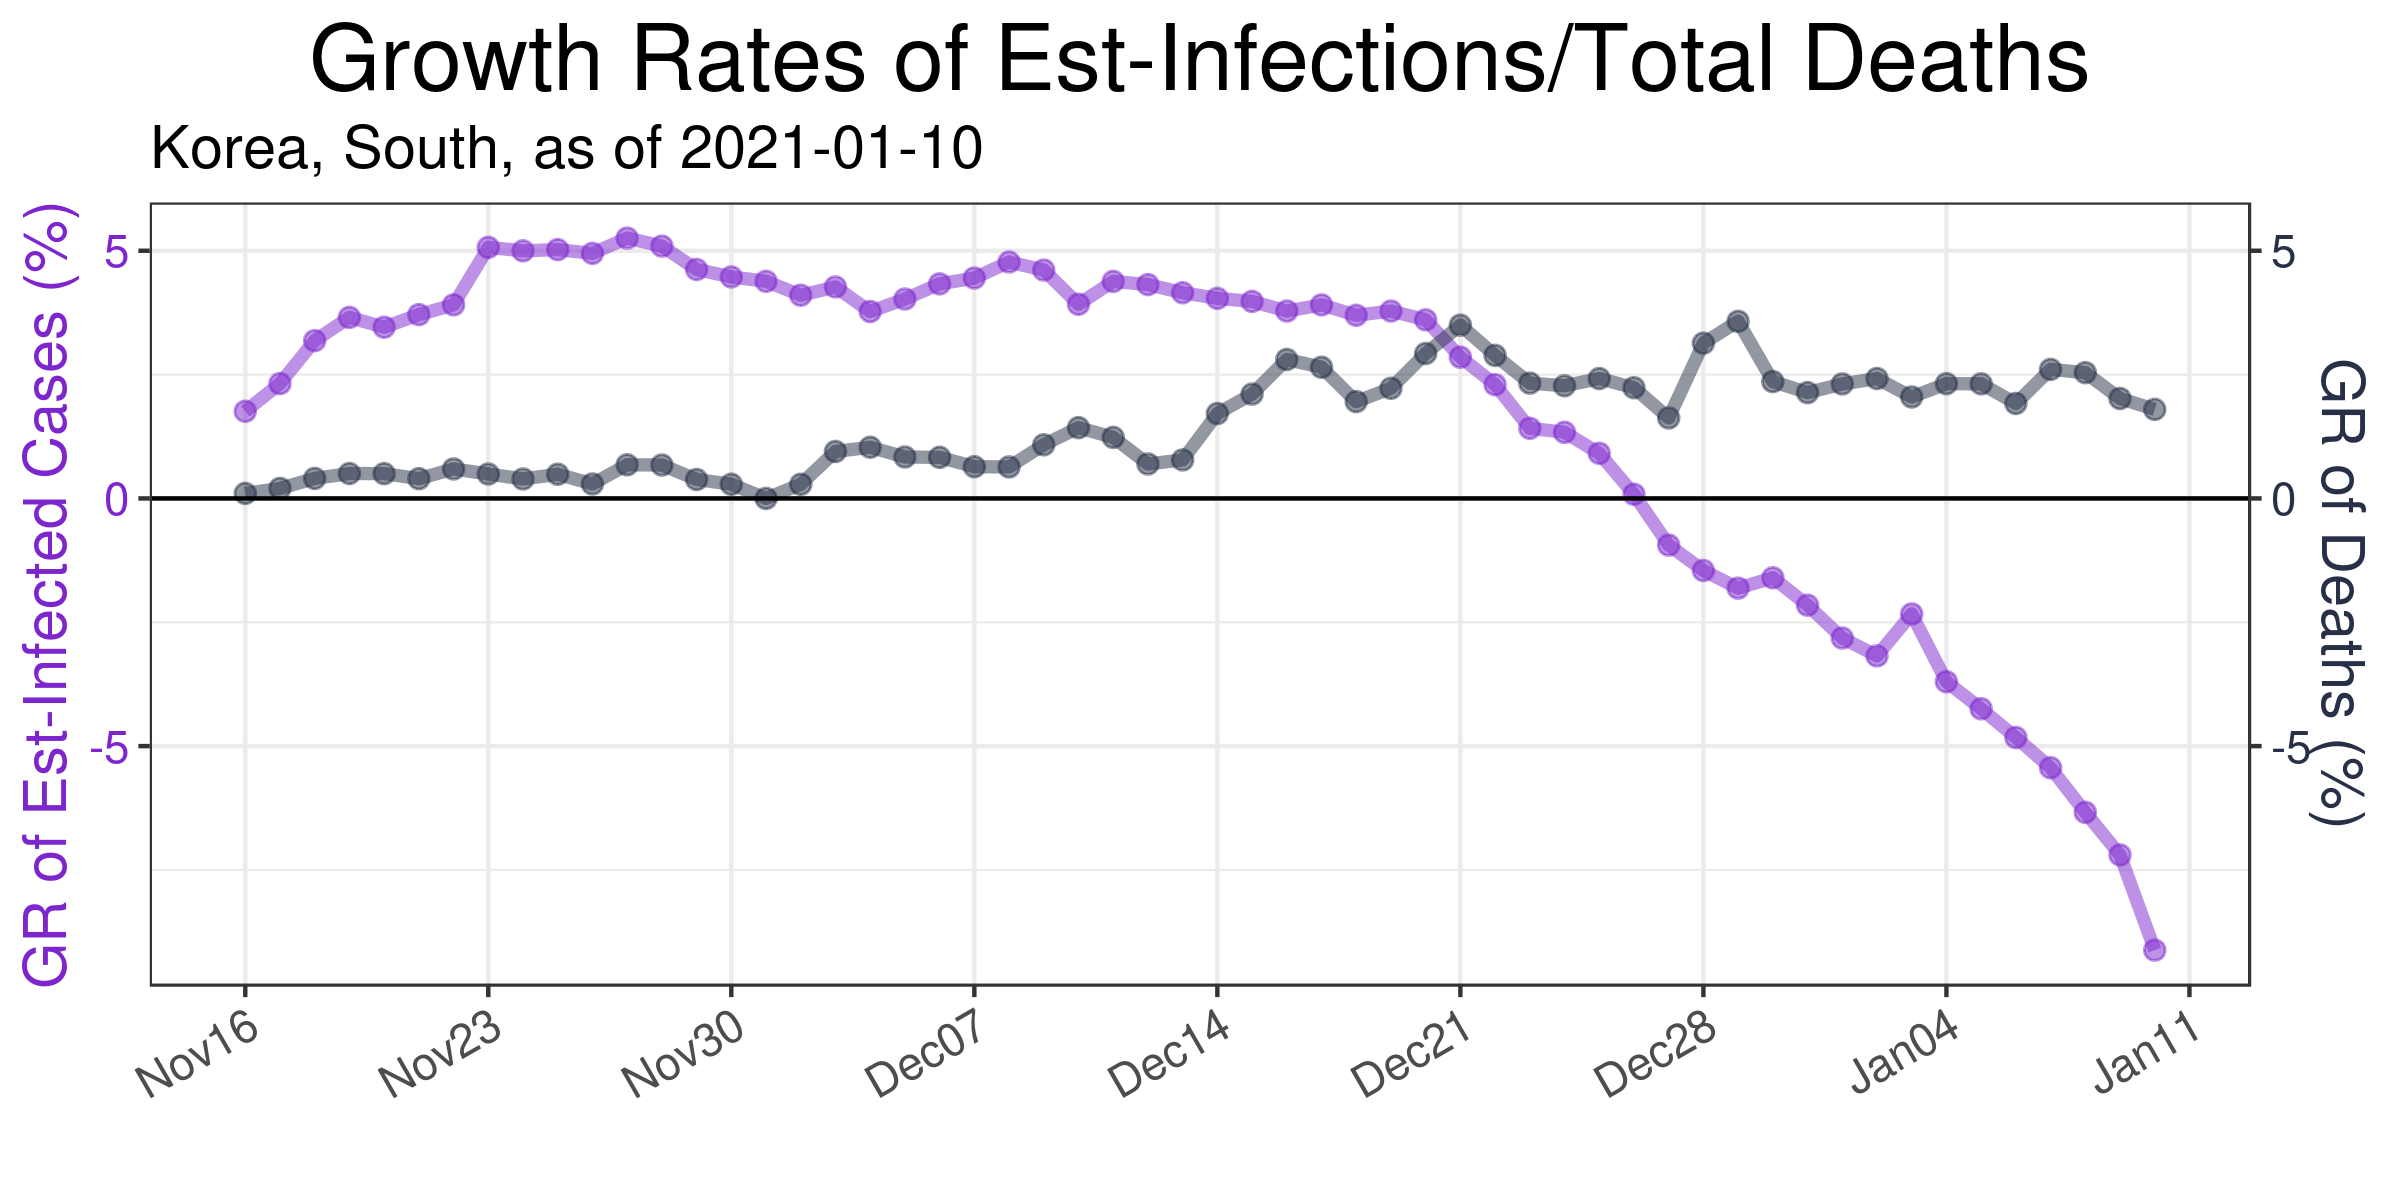 Growth Rates of Est-Infections/Total Deaths
Korea, South, as of 2021-01-10
GR of Est-Infected Cases (%)
5
0
-5
5
0
-5
GR of Deaths (%)
Nov16
Nov23
Nov30
Dec07
Dec14
Dec21
Dec28
Jan04
Jan11